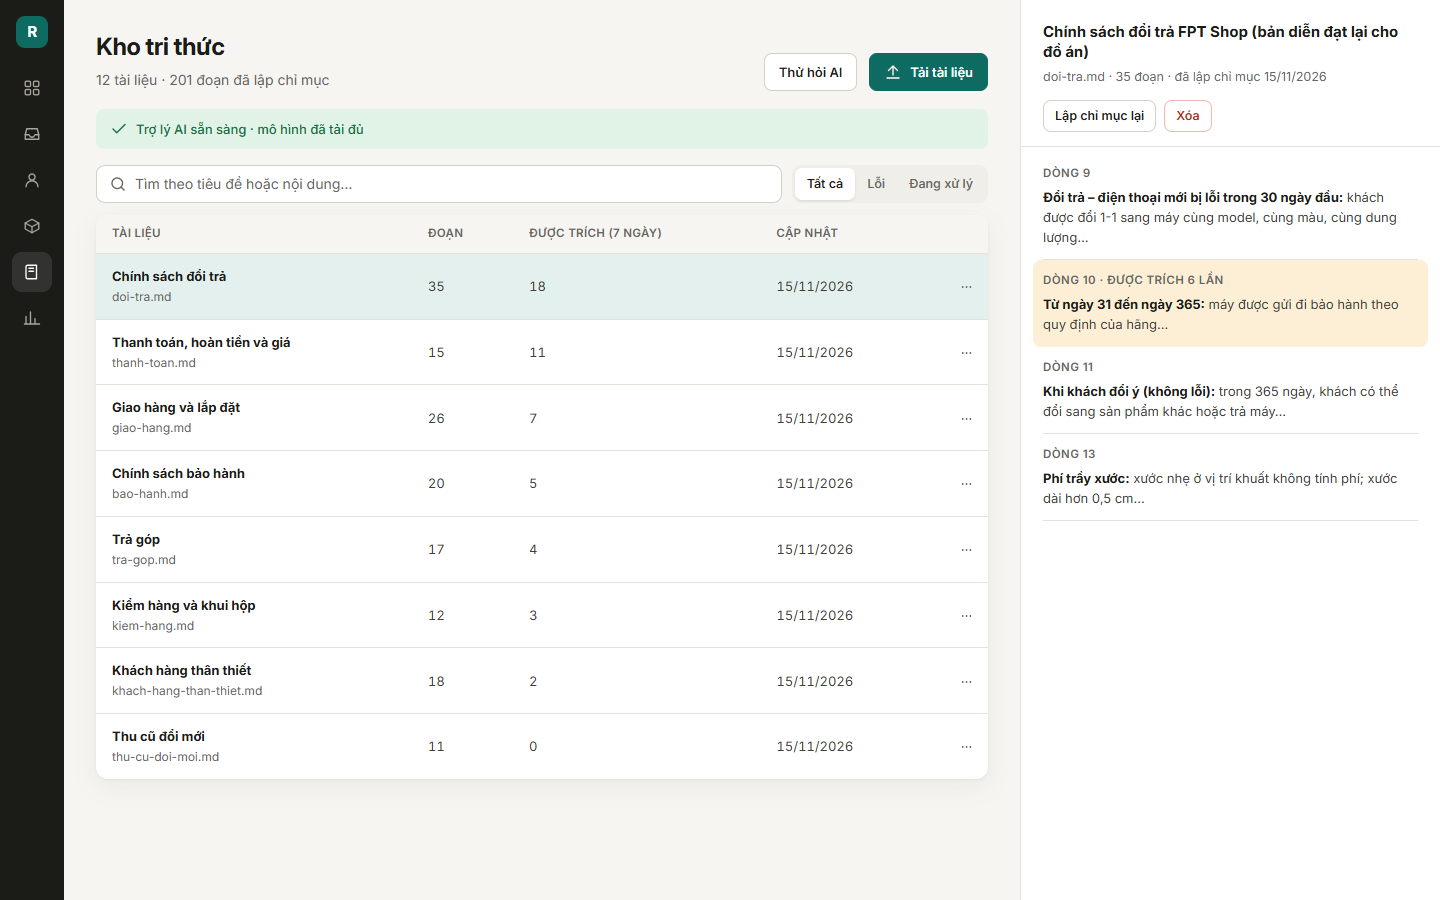 R
Kho tri thức
12 tài liệu · 201 đoạn đã lập chỉ mục
Thử hỏi AI
Tải tài liệu
Trợ lý AI sẵn sàng · mô hình đã tải đủ
Tìm theo tiêu đề hoặc nội dung...
Tất cả
Lỗi
Đang xử lý
TÀI LIỆU
ĐOẠN
ĐƯỢC TRÍCH (7 NGÀY)
CẬP NHẬT
Chính sách đổi trả
doi-tra.md
35
18
15/11/2026
...
Thanh toán, hoàn tiền và giá
thanh-toan.md
15
11
15/11/2026
...
Giao hàng và lắp đặt
giao-hang.md
26
7
15/11/2026
...
Chính sách bảo hành
bao-hanh.md
20
5
15/11/2026
...
Trả góp
tra-gop.md
17
4
15/11/2026
...
Kiểm hàng và khui hộp
kiem-hang.md
12
3
15/11/2026
...
Khách hàng thân thiết
khach-hang-than-thiet.md
18
2
15/11/2026
...
Thu cũ đổi mới
thu-cu-doi-moi.md
11
0
15/11/2026
...
Chính sách đổi trả FPT Shop (bản diễn đạt lại cho
đồ án)
doi-tra.md · 35 đoạn · đã lập chỉ mục 15/11/2026
Lập chỉ mục lại
Xóa
DÒNG 9
Đổi trả – điện thoại mới bị lỗi trong 30 ngày đầu: khách
được đổi 1-1 sang máy cùng model, cùng màu, cùng dung
lượng...
DÒNG 10 · ĐƯỢC TRÍCH 6 LẦN
Từ ngày 31 đến ngày 365: máy được gửi đi bảo hành theo
quy định của hãng...
DÒNG 11
Khi khách đổi ý (không lỗi): trong 365 ngày, khách có thể
đổi sang sản phẩm khác hoặc trả máy...
DÒNG 13
Phí trầy xước: xước nhẹ ở vị trí khuất không tính phí; xước
dài hơn 0,5 cm...